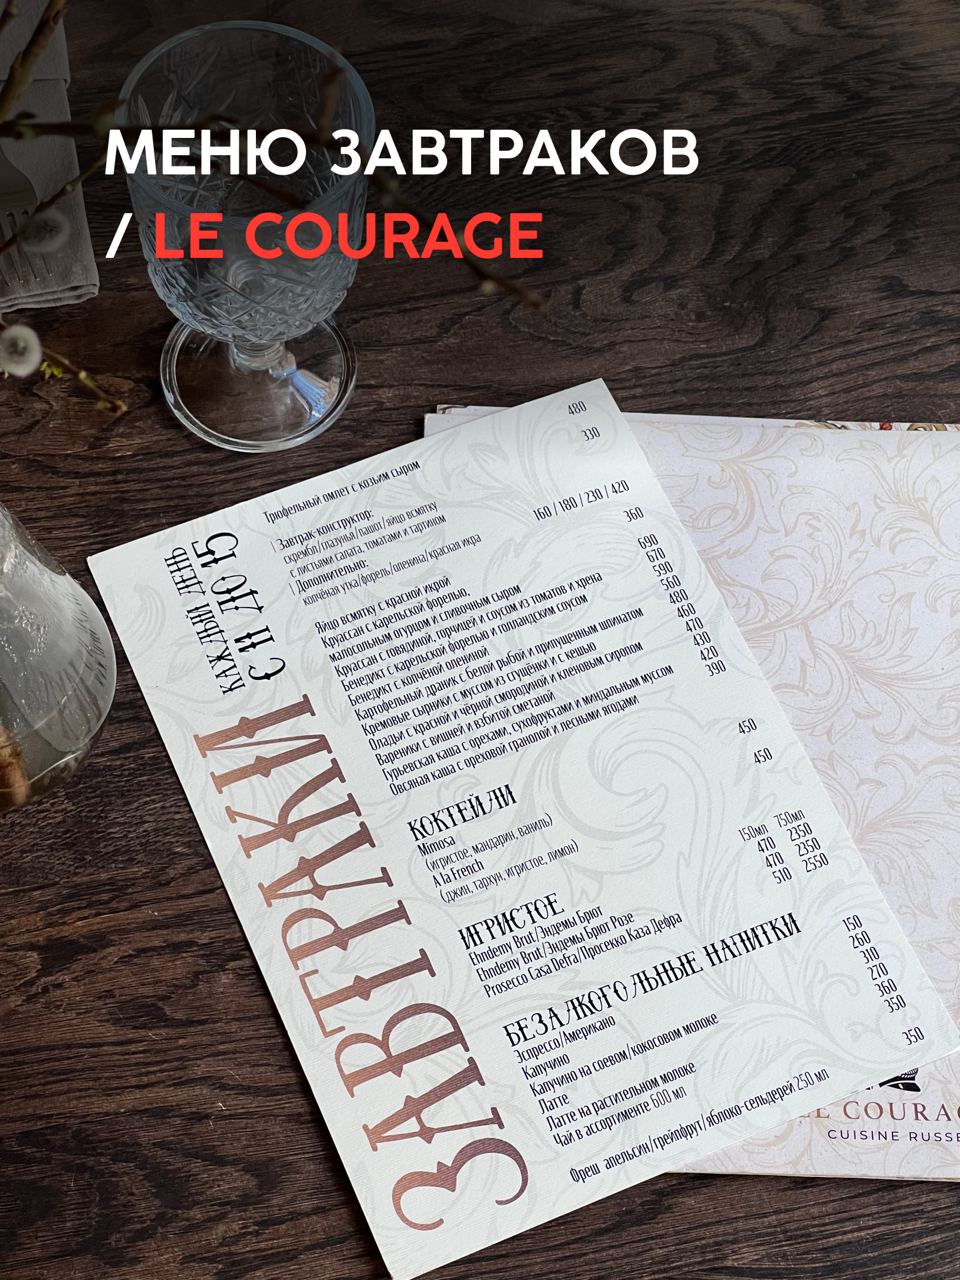 МЕНЮ ЗАВТРАКОВ
/ LE COURAGE
ЗАВТРАКИ
КАЖДЫЙ ДЕНЬ
С 11 ДО 15
Трюфельный омлет с козьим сыром 480
| Завтрак-конструктор: 330
скрембл/глазунья/пашот/яйцо всмятку
с листьями салата, томатами и тартином
| Дополнительно: 160 / 180 / 230 / 420
копчёная утка/форель/оленина/красная икра
Яйцо всмятку с красной икрой 360
Круассан с карельской форелью,
малосольным огурцом и сливочным сыром 690
Круассан с говядиной, горчицей и соусом из томатов и хрена 670
Бенедикт с карельской форелью и голландским соусом 590
Бенедикт с копчёной олениной 560
Картофельный драник с белой рыбой и припущенным шпинатом 480
Кремовые сырники с муссом из сгущёнки и с кешью 460
Оладьи с красной и чёрной смородиной и кленовым сиропом 470
Вареники с вишней и взбитой сметаной 430
Гурьевская каша с орехами, сухофруктами и миндальным муссом 420
Овсяная каша с ореховой гранолой и лесными ягодами 390
КОКТЕЙЛИ
Mimosa 450
(игристое, мандарин, ваниль)
A la French 450
(джин, тархун, игристое, лимон)
ИГРИСТОЕ 150мл 750мл
Ehndemy Brut/Эндемы Брют 470 2350
Ehndemy Brut/Эндемы Брют Розе 470 2350
Prosecco Casa Defra/Просекко Каза Дефра 510 2550
БЕЗАЛКОГОЛЬНЫЕ НАПИТКИ
Эспрессо/Американо 150
Капучино 260
Капучино на соевом/кокосовом молоке 310
Латте 270
Латте на растительном молоке 360
Чай в ассортименте 600 мл 350
Фреш апельсин/грейпфрут/яблоко-сельдерей 250 мл 350
LE COURAG
CUISINE RUSSE